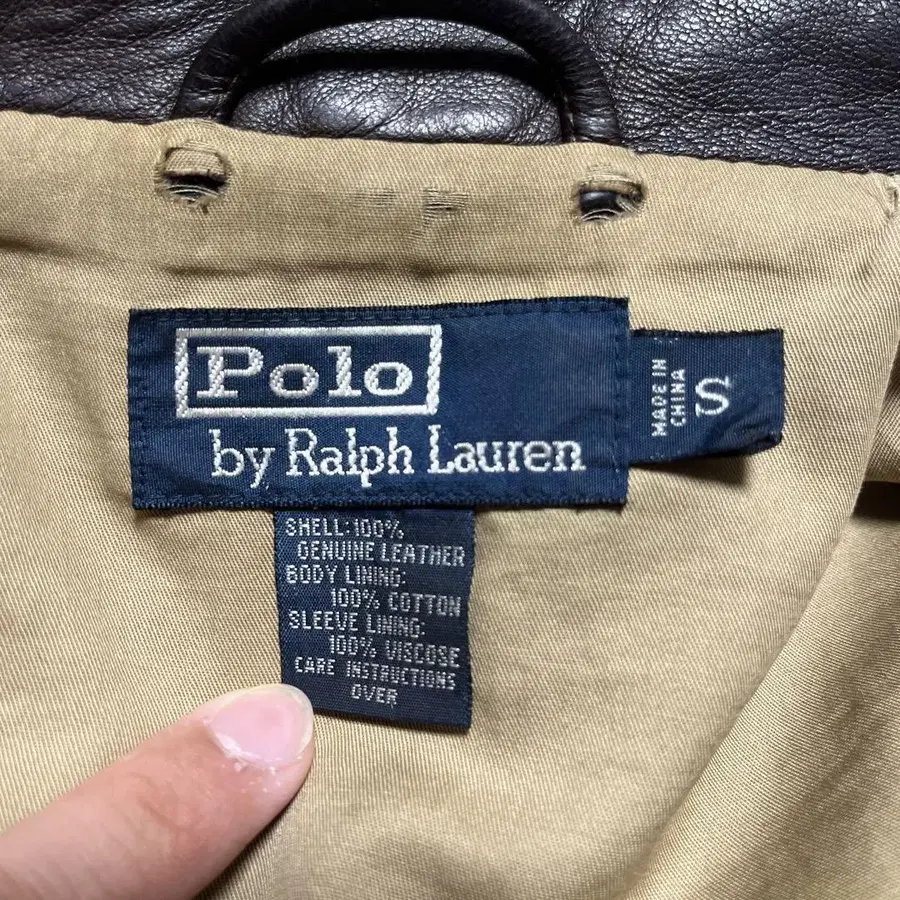 Polo
by Ralph Lauren
MADE IN
CHINA
S
SHELL:100%
GENUINE LEATHER
BODY LINING:
100% COTTON
SLEEVE LINING:
100% VISCOSE
CARE INSTRUCTIONS
OVER